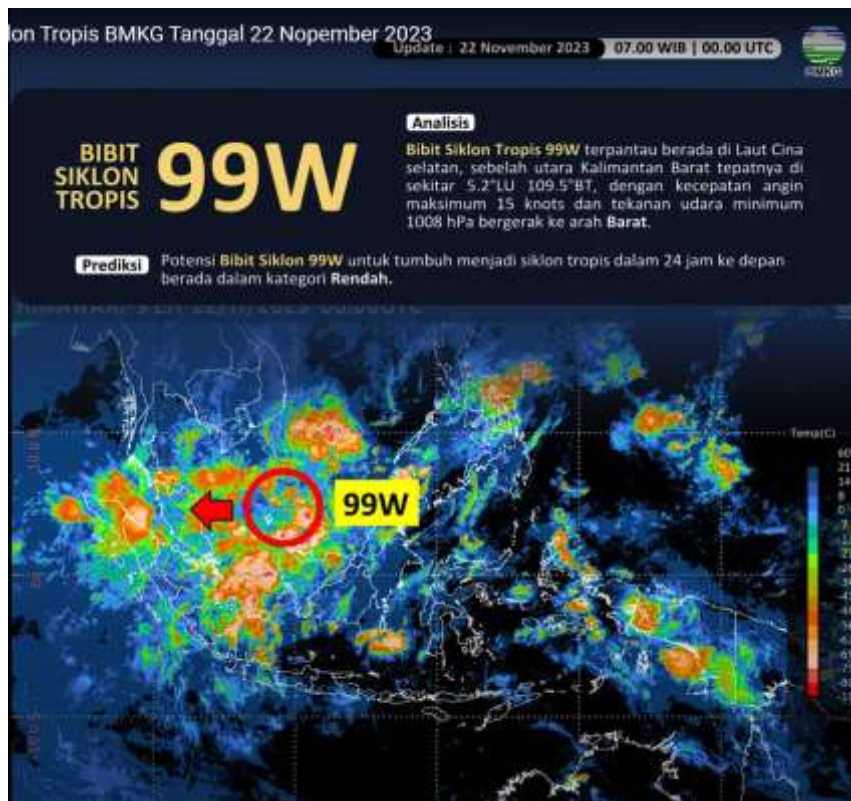 lon Tropis BMKG Tanggal 22 Nopember 2023
Update : 22 November 2023 07.00 WIB | 00.00 UTC
BMKG
BIBIT
SIKLON
TROPIS
99W
Analisis
Bibit Siklon Tropis 99W terpantau berada di Laut Cina
selatan, sebelah utara Kalimantan Barat tepatnya di
sekitar 5.2°LU 109.5°BT, dengan kecepatan angin
maksimum 15 knots dan tekanan udara minimum
1008 hPa bergerak ke arah Barat.
Prediksi
Potensi Bibit Siklon 99W untuk tumbuh menjadi siklon tropis dalam 24 jam ke depan
berada dalam kategori Rendah.
Temp(C)
60
21
14
99W